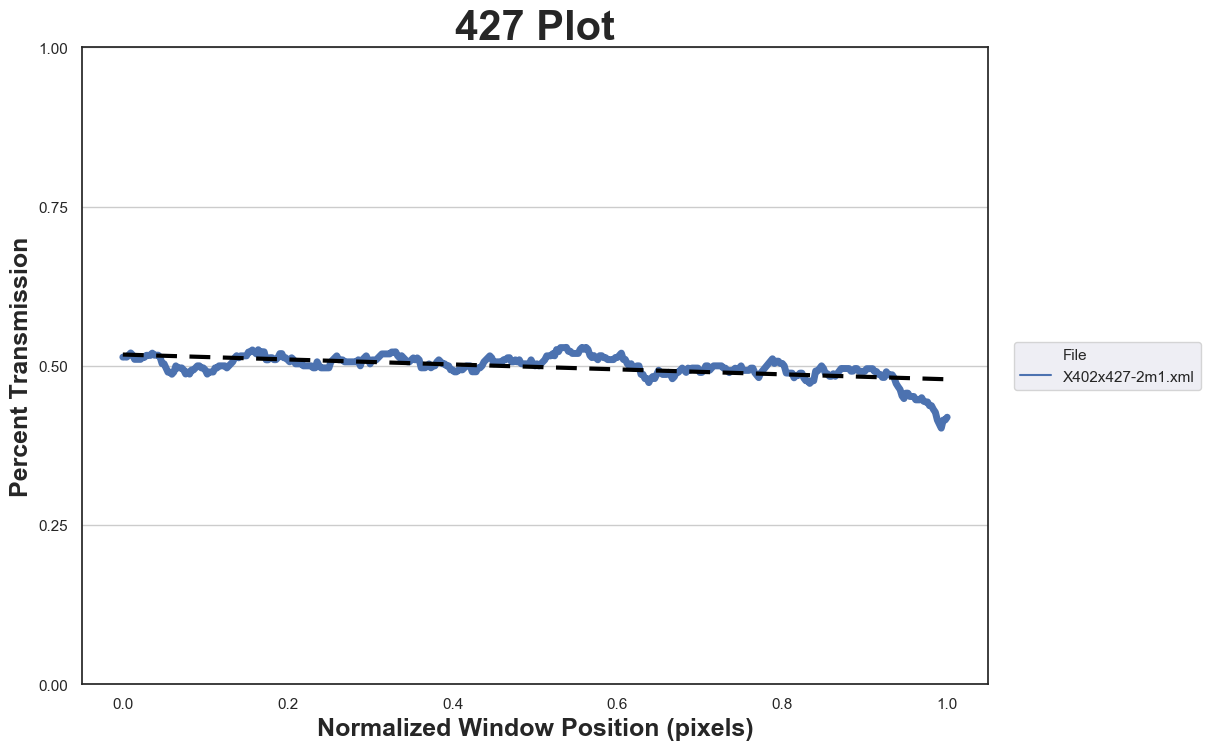 427 Plot
1.00
0.75
0.50
0.25
0.00
Percent Transmission
0.0 0.2 0.4 0.6 0.8 1.0
Normalized Window Position (pixels)
File
X402x427-2m1.xml